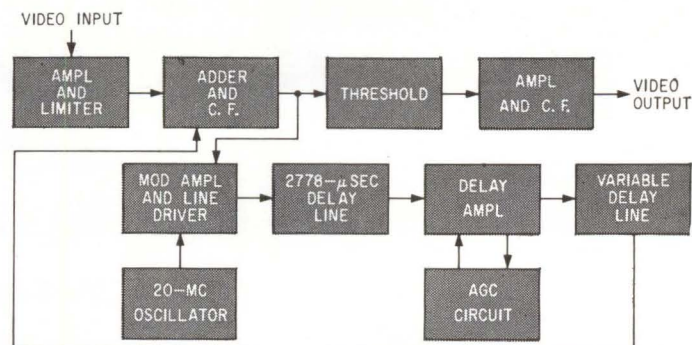 VIDEO INPUT
AMPL
AND
LIMITER
ADDER
AND
C. F.
THRESHOLD
AMPL
AND C. F.
VIDEO
OUTPUT
MOD AMPL
AND LINE
DRIVER
2778-μ SEC
DELAY
LINE
DELAY
AMPL
VARIABLE
DELAY
LINE
20-MC
OSCILLATOR
AGC
CIRCUIT